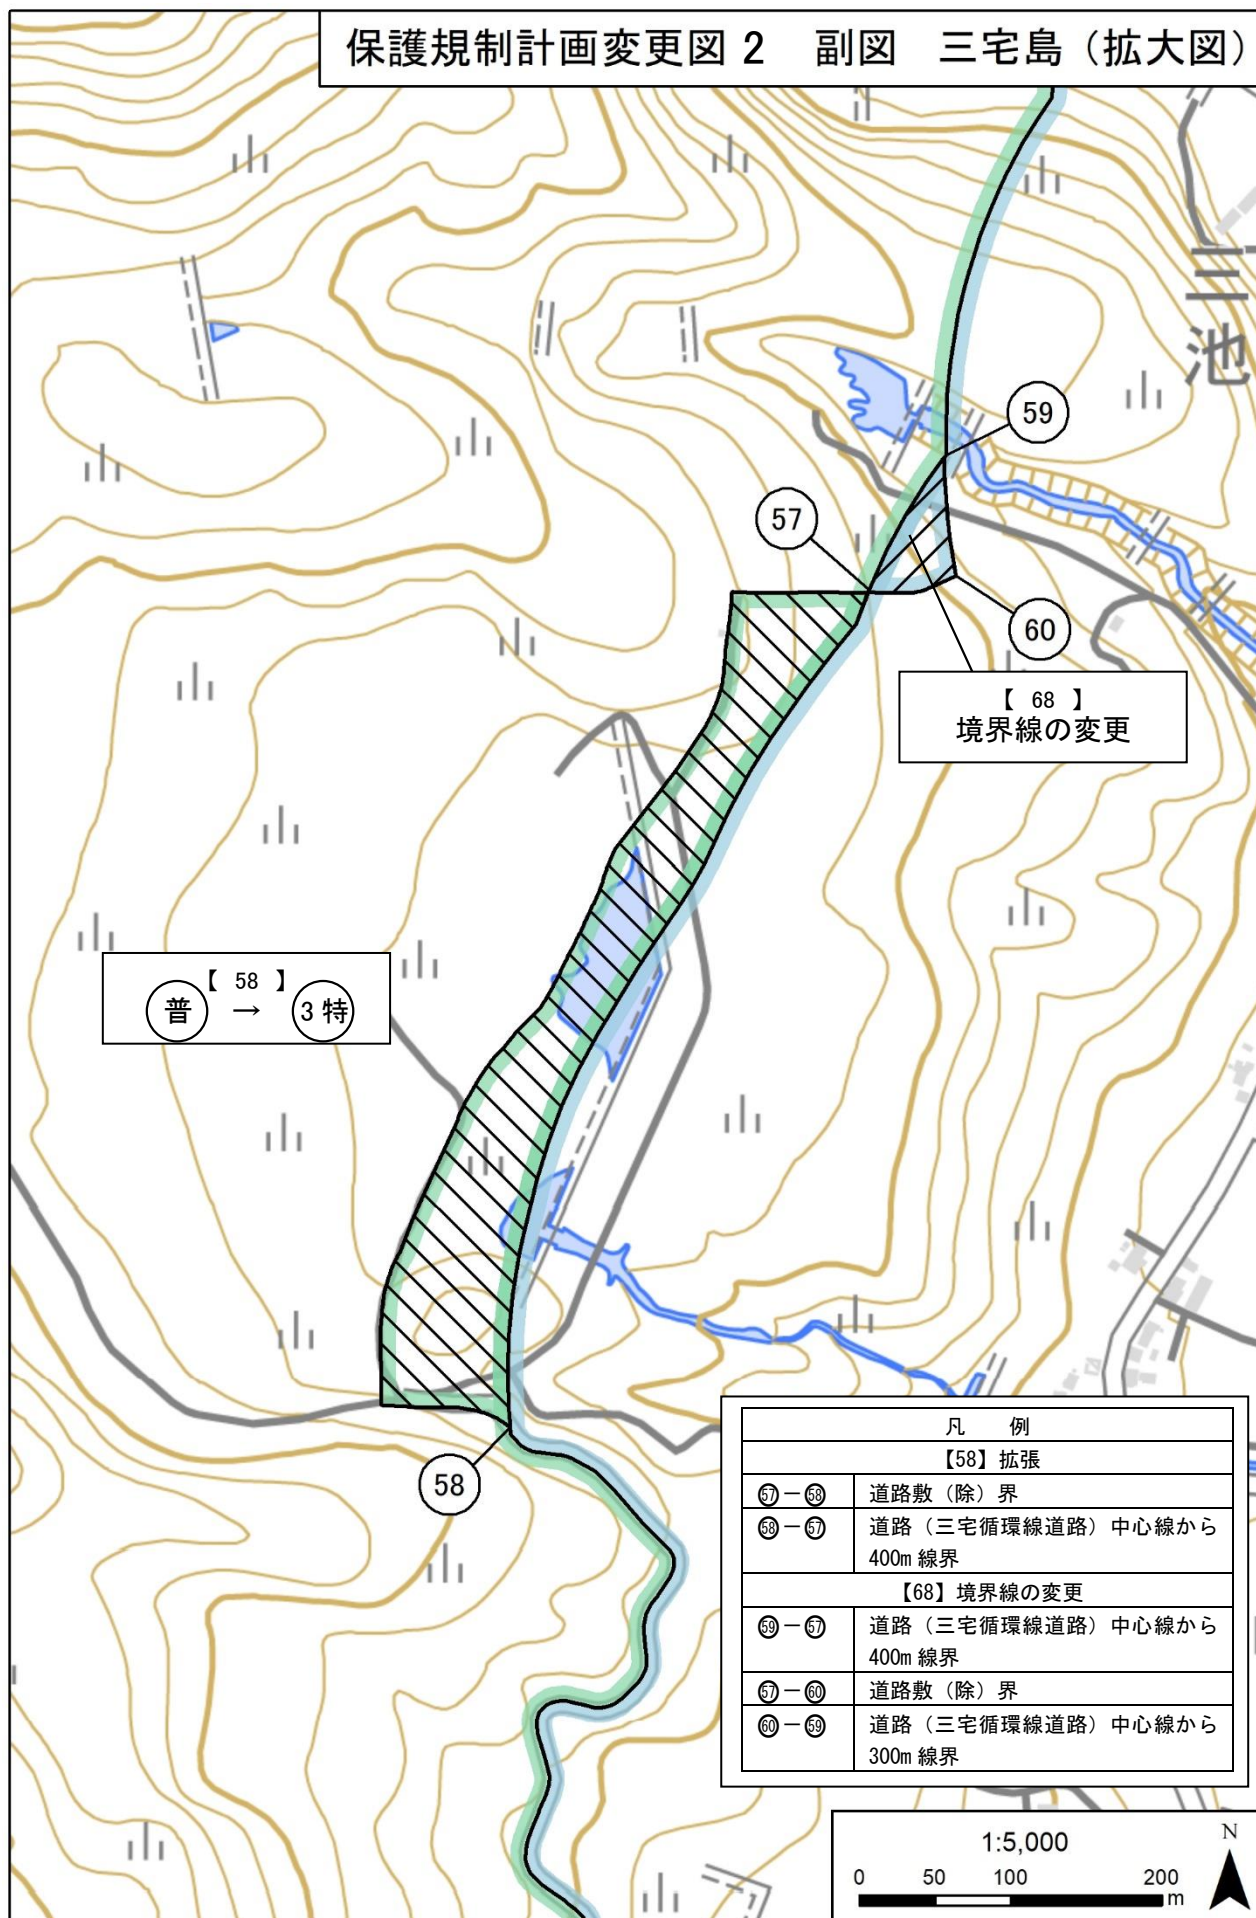 保護規制計画変更図 2　副図　三宅島（拡大図）
三池
59
57
60
【 68 】
境界線の変更
【 58 】
普 → 3 特
58
凡　例
【58】拡張
57－58　道路敷（除）界
58－57　道路（三宅循環線道路）中心線から
400m 線界
【68】境界線の変更
59－57　道路（三宅循環線道路）中心線から
400m 線界
57－60　道路敷（除）界
60－59　道路（三宅循環線道路）中心線から
300m 線界
1:5,000
N
0 50 100 200
m